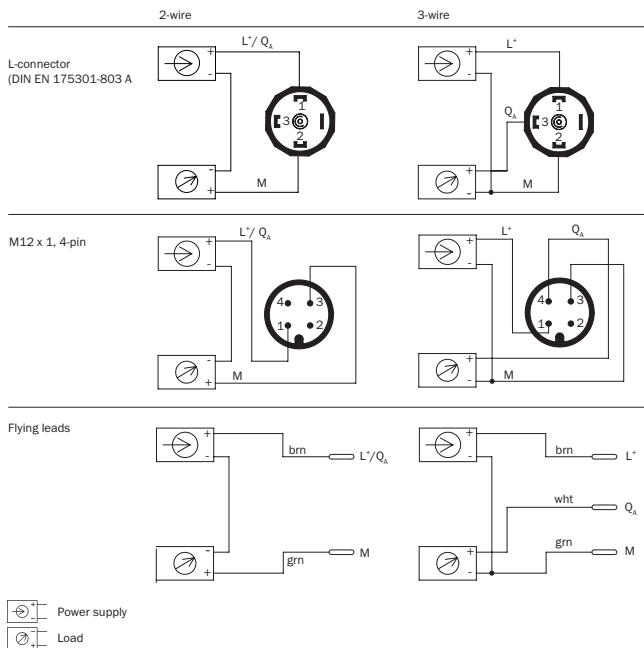 2-wire 3-wire
L-connector
(DIN EN 175301-803 A
L⁺/ Q_A
+
-
1
3
2
-
+
M
L⁺
+
-
Q_A
1
3
2
+
-
M
M12 x 1, 4-pin
L⁺/ Q_A
+
-
4 3
1 2
-
+
M
L⁺ Q_A
+
-
4 3
1 2
+
-
M
Flying leads
+
-
brn L⁺/Q_A
-
+
grn M
+
-
brn L⁺
wht Q_A
+
-
grn M
+
-
Power supply
-
+
Load